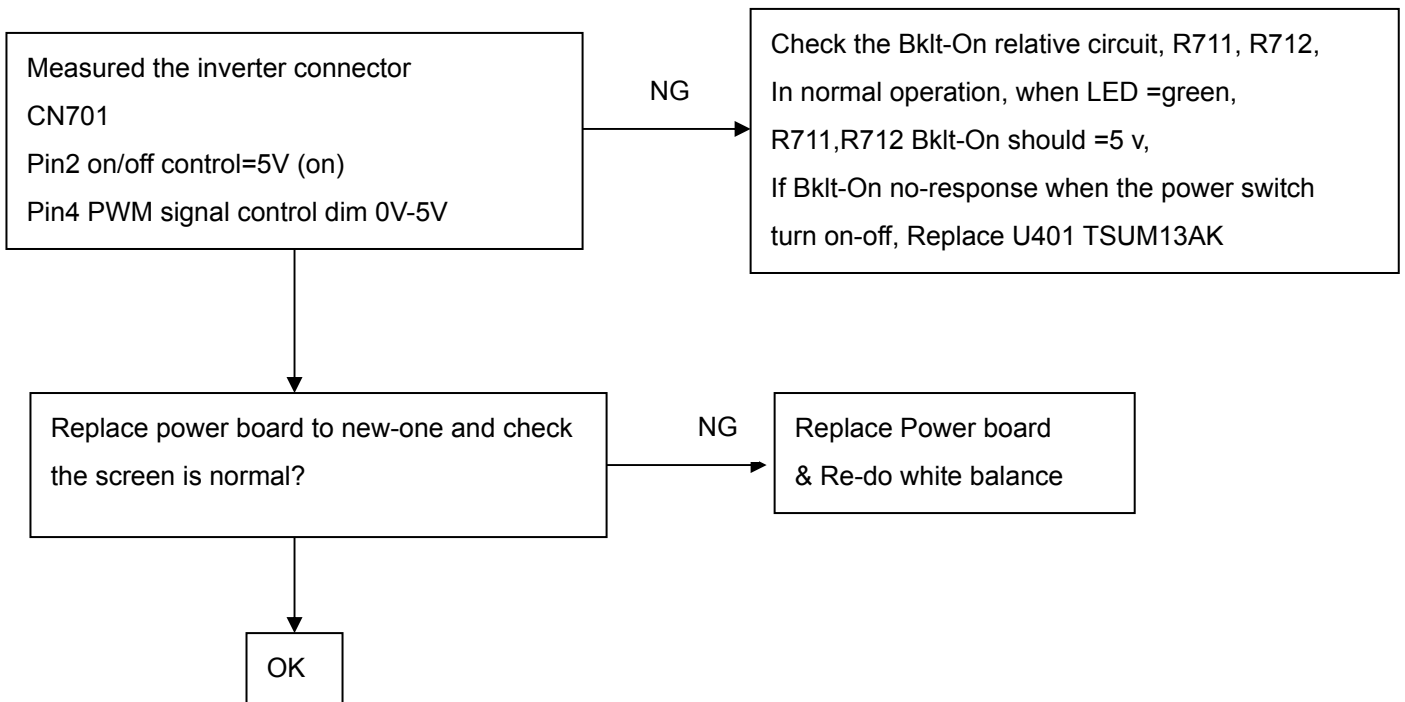 Measured the inverter connector
CN701
Pin2 on/off control=5V (on)
Pin4 PWM signal control dim 0V-5V
NG
Check the Bklt-On relative circuit, R711, R712,
In normal operation, when LED =green,
R711,R712 Bklt-On should =5 v,
If Bklt-On no-response when the power switch
turn on-off, Replace U401 TSUM13AK
Replace power board to new-one and check
the screen is normal?
NG
Replace Power board
& Re-do white balance
OK